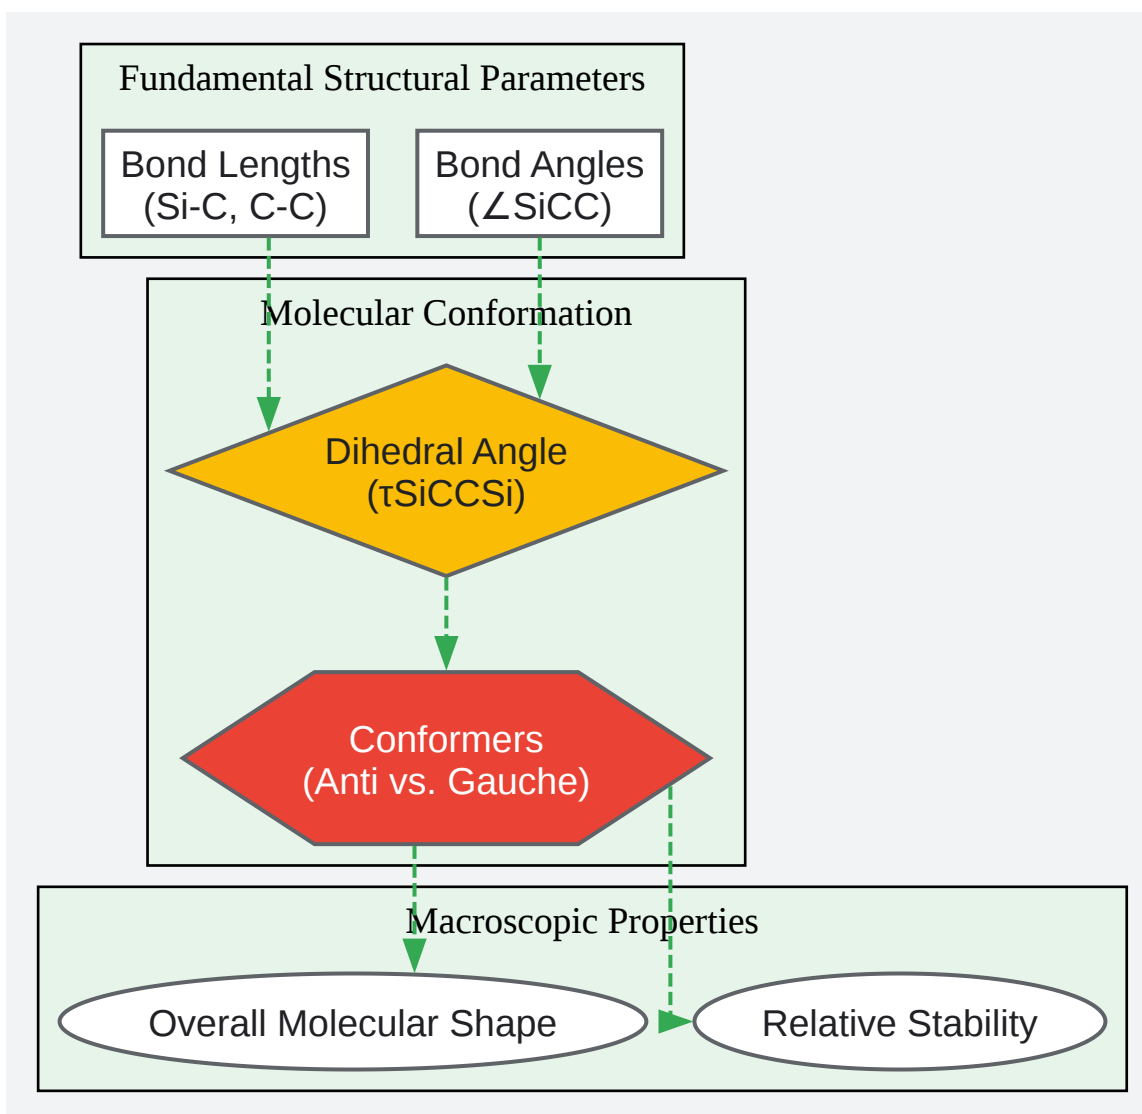 Fundamental Structural Parameters
Bond Lengths
(Si-C, C-C)
Bond Angles
(∠SiCC)
Molecular Conformation
Dihedral Angle
(τSiCCSi)
Conformers
(Anti vs. Gauche)
Macroscopic Properties
Overall Molecular Shape
Relative Stability